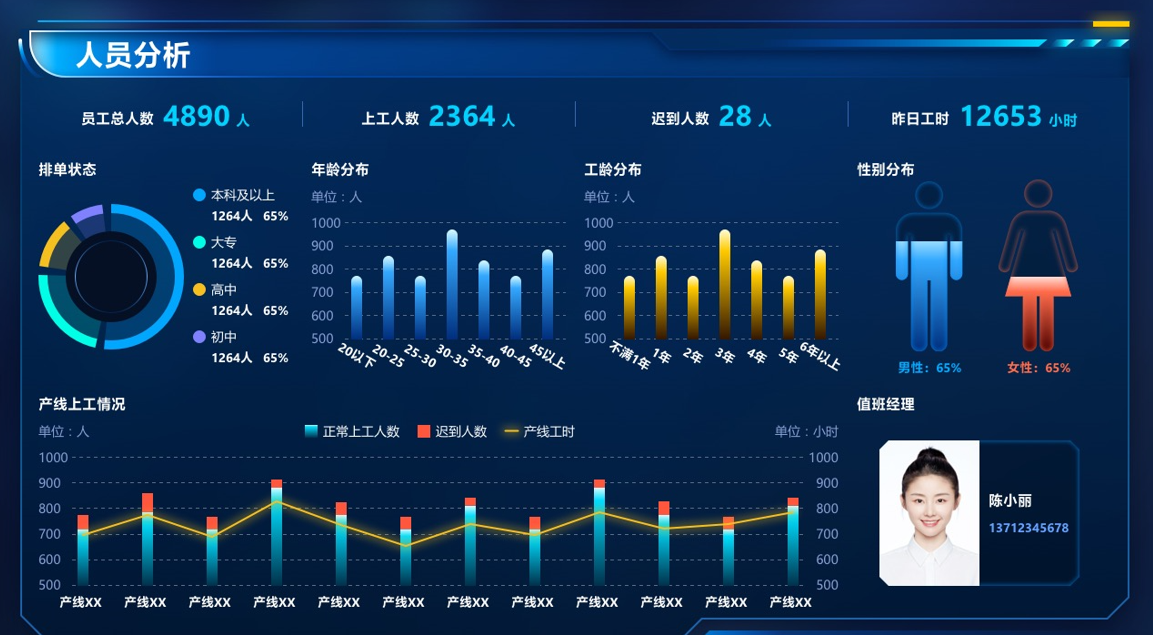 人员分析
员工总人数 4890 人
上工人数 2364 人
迟到人数 28 人
昨日工时 12653 小时
排单状态
本科及以上
1264人 65%
大专
1264人 65%
高中
1264人 65%
初中
1264人 65%
年龄分布
单位：人
1000
900
800
700
600
500
20以下 20-25 25-30 30-35 35-40 40-45 45以上
工龄分布
单位：人
1000
900
800
700
600
500
不满1年 1年 2年 3年 4年 5年 6年以上
性别分布
男性：65% 女性：65%
产线上工情况
单位：人 正常上工人数 迟到人数 产线工时 单位：小时
1000 1000
900 900
800 800
700 700
600 600
500 500
产线XX 产线XX 产线XX 产线XX 产线XX 产线XX 产线XX 产线XX 产线XX 产线XX 产线XX 产线XX
值班经理
陈小丽
13712345678